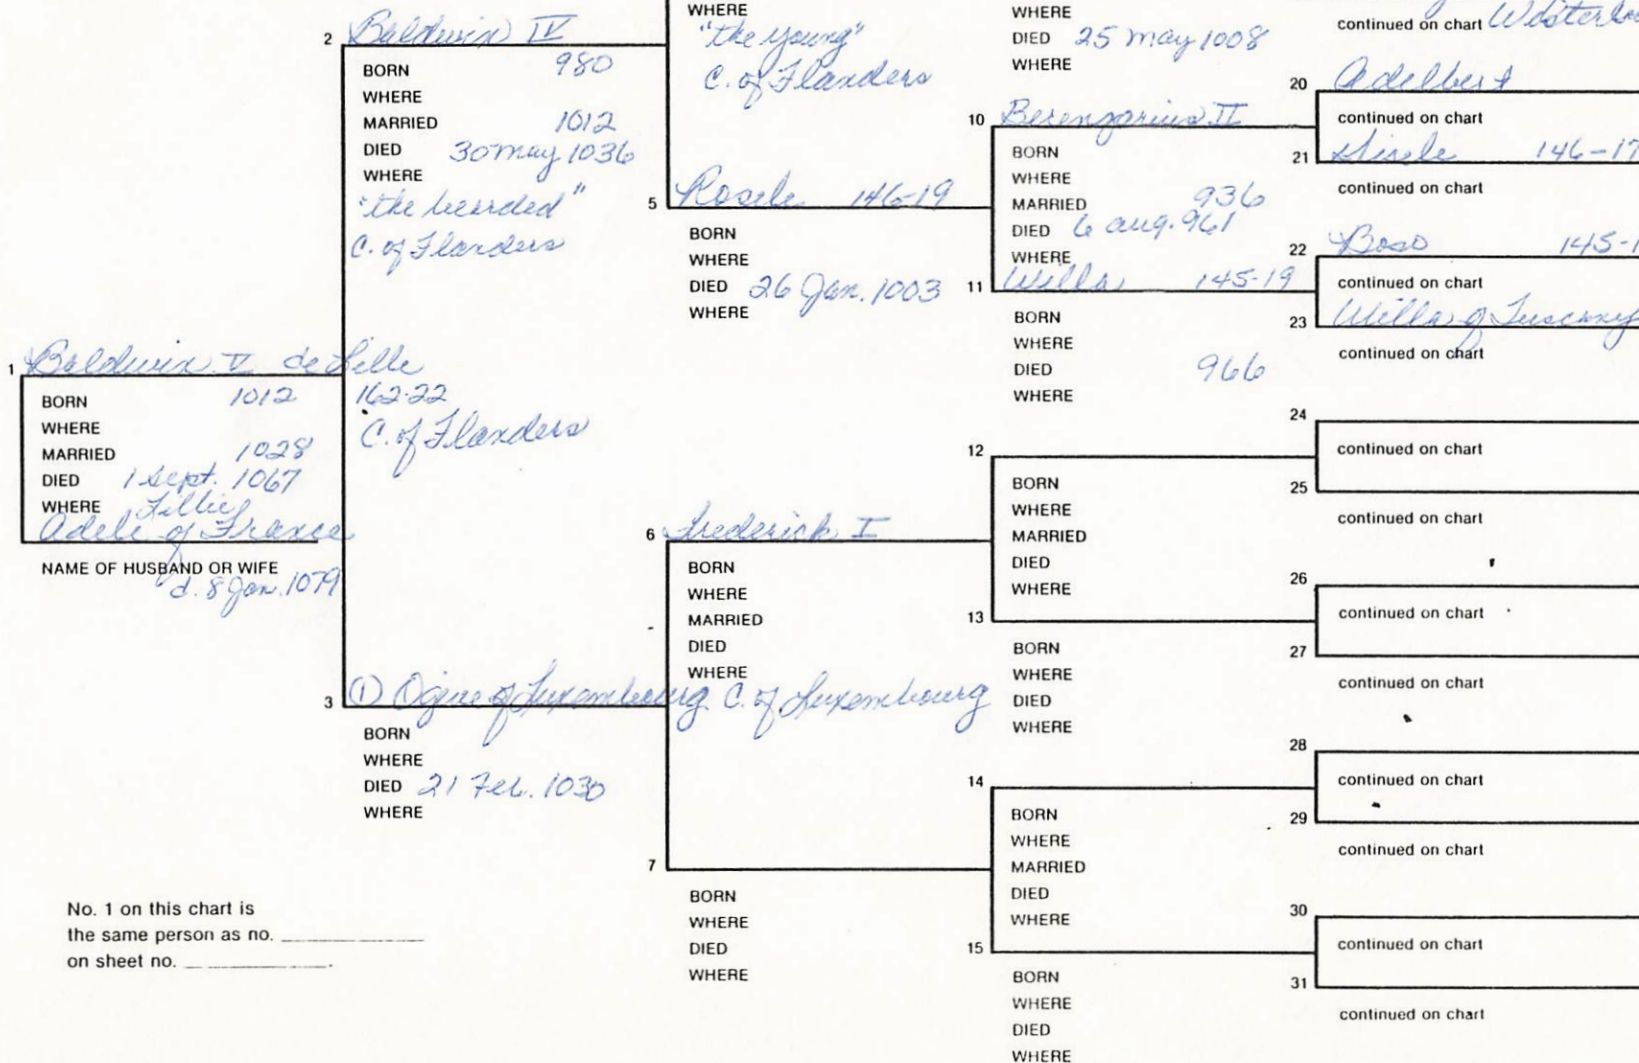 2 Baldwin IV
BORN 980
WHERE
MARRIED 1012
DIED 30 May 1036
WHERE
"the bearded"
C. of Flanders
1 Baldwin V de Lille
BORN 1012
162-22
WHERE
C. of Flanders
MARRIED 1028
DIED 1 Sept. 1067
WHERE Lillie
Adele of France
NAME OF HUSBAND OR WIFE
d. 8 Jan. 1079
3 (1) Ogive of Luxembourg
BORN
WHERE
DIED 21 Feb. 1030
WHERE
No. 1 on this chart is
the same person as no.
on sheet no.
WHERE
"the young"
C. of Flanders
5 Rosele 146-19
BORN
WHERE
DIED 26 Jan. 1003
WHERE
6 Frederick I
BORN
WHERE
MARRIED
DIED
WHERE
C. of Luxembourg
7
BORN
WHERE
DIED
WHERE
WHERE
DIED 25 May 1008
WHERE
10 Berengarius II
BORN
WHERE
MARRIED 936
DIED 6 Aug. 961
WHERE
11 Willa 145-19
BORN
WHERE
DIED 966
WHERE
12
BORN
WHERE
MARRIED
DIED
WHERE
13
BORN
WHERE
DIED
WHERE
14
BORN
WHERE
MARRIED
DIED
WHERE
15
BORN
WHERE
DIED
WHERE
continued on chart
20 Adelbert
continued on chart
21 146-17
continued on chart
22 Boso
continued on chart
23 Willa of Tuscany
continued on chart
24
continued on chart
25
continued on chart
26
continued on chart
27
continued on chart
28
continued on chart
29
continued on chart
30
continued on chart
31
continued on chart